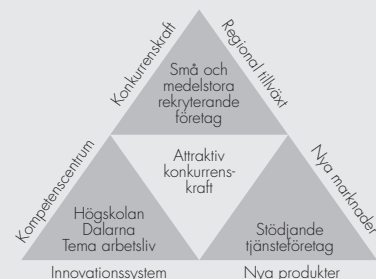 Konkurrenskraft
Regional tillväxt
Små och
medelstora
rekryterande
företag
Kompetenscentrum
Attraktiv
konkurrens-
kraft
Nya marknader
Högskolan
Dalarna
Tema arbetsliv
Stödjande
tjänsteföretag
Innovationssystem
Nya produkter